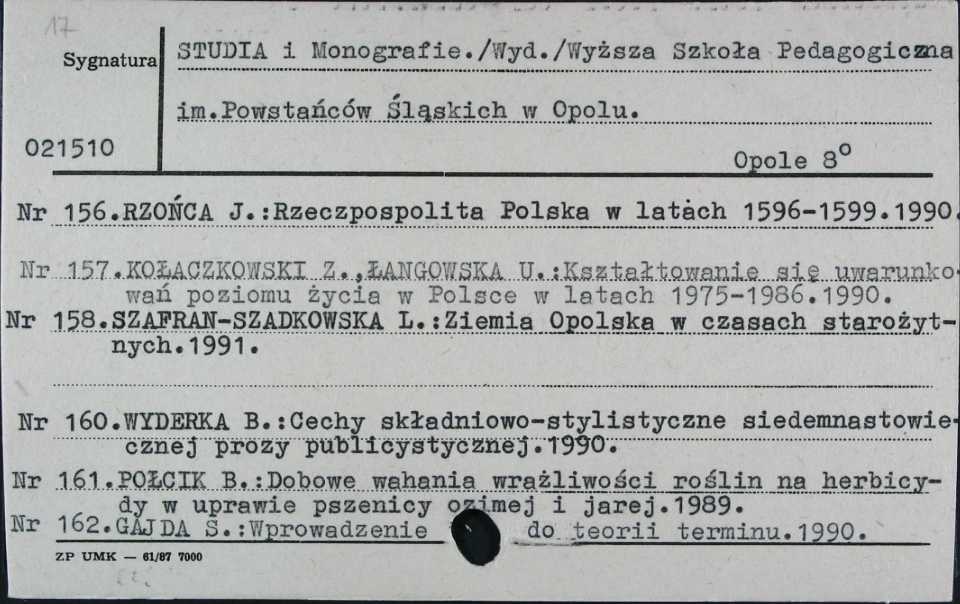 17
STUDIA i Monografie./Wyd./Wyższa Szkoła Pedagogiczna
Sygnatura
im.Powstańców Śląskich w Opolu.
021510
Opole 8°
Nr 156.RZOŃCA J.:Rzeczpospolita Polska w latach 1596-1599.1990.
Nr 157.KOŁACZKOWSKI Z.,ŁANGOWSKA U.:Kształtowanie się uwarunko-
wań poziomu życia w Polsce w latach 1975-1986.1990.
Nr 158.SZAFRAN-SZADKOWSKA L.:Ziemia Opolska w czasach starożyt-
nych.1991.
Nr 160.WYDERKA B.:Cechy składniowo-stylistyczne siedemnastowie-
cznej prozy publicystycznej.1990.
Nr 161.POŁCIK B.:Dobowe wahania wrażliwości roślin na herbicy-
dy w uprawie pszenicy ozimej i jarej.1989.
Nr 162.GAJDA S.:Wprowadzenie do teorii terminu.1990.
ZP UMK — 61/87 7000